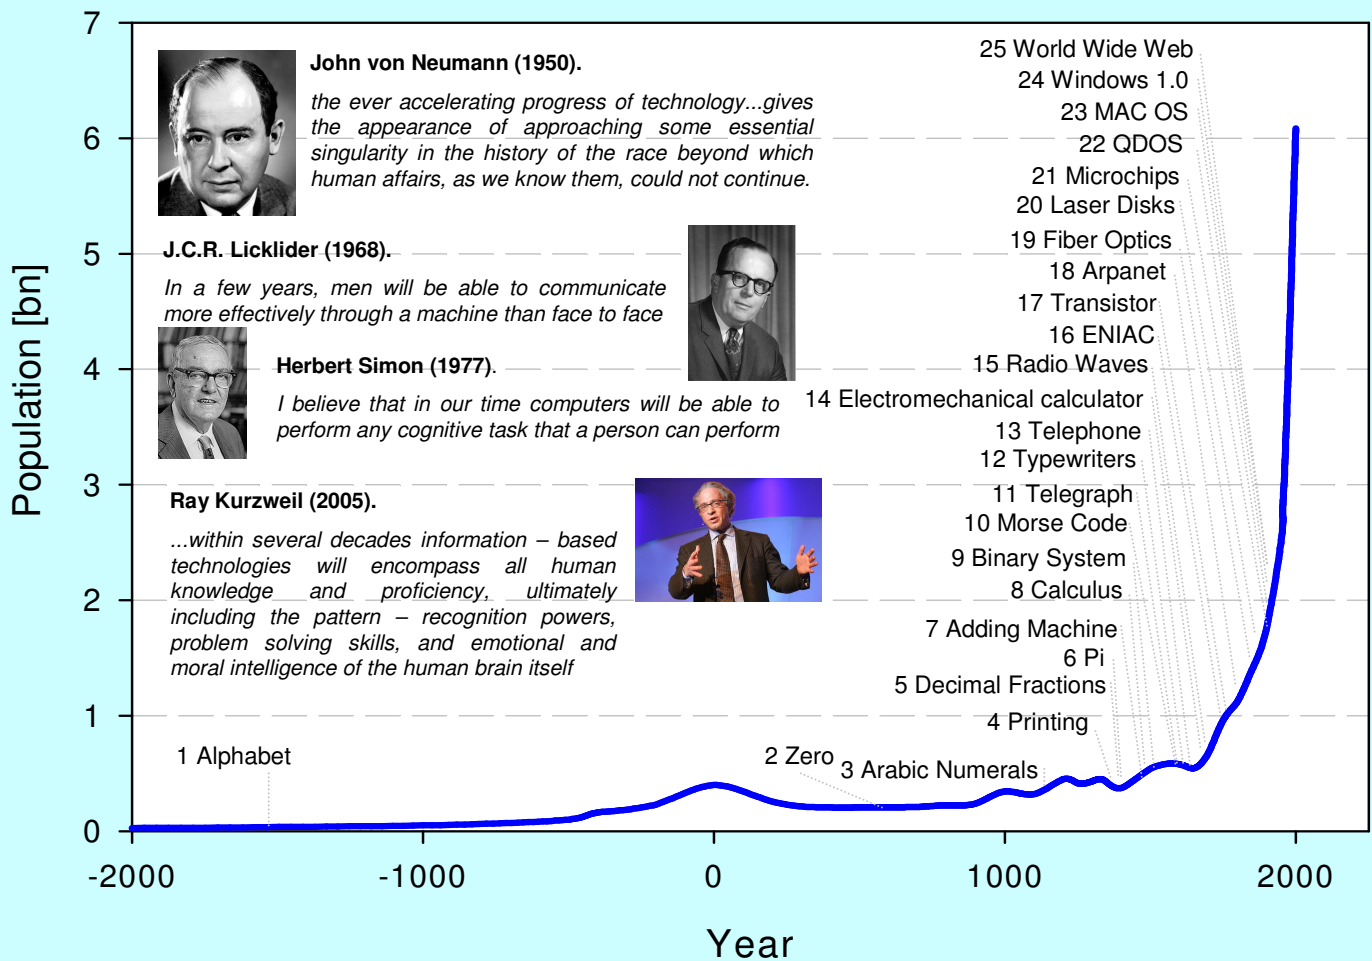 7
6
5
4
3
2
1
0
Population [bn]
John von Neumann (1950).
the ever accelerating progress of technology...gives
the appearance of approaching some essential
singularity in the history of the race beyond which
human affairs, as we know them, could not continue.
J.C.R. Licklider (1968).
In a few years, men will be able to communicate
more effectively through a machine than face to face
Herbert Simon (1977).
I believe that in our time computers will be able to
perform any cognitive task that a person can perform
Ray Kurzweil (2005).
...within several decades information – based
technologies will encompass all human
knowledge and proficiency, ultimately
including the pattern – recognition powers,
problem solving skills, and emotional and
moral intelligence of the human brain itself
25 World Wide Web
24 Windows 1.0
23 MAC OS
22 QDOS
21 Microchips
20 Laser Disks
19 Fiber Optics
18 Arpanet
17 Transistor
16 ENIAC
15 Radio Waves
14 Electromechanical calculator
13 Telephone
12 Typewriters
11 Telegraph
10 Morse Code
9 Binary System
8 Calculus
7 Adding Machine
6 Pi
5 Decimal Fractions
4 Printing
1 Alphabet
2 Zero
3 Arabic Numerals
-2000
-1000
0
1000
2000
Year